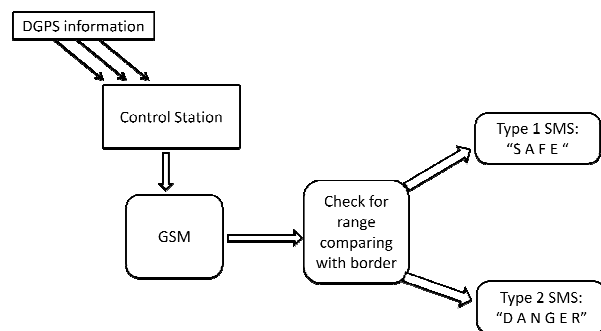 DGPS information
Control Station
GSM
Check for
range
comparing
with border
Type 1 SMS:
“S A F E “
Type 2 SMS:
“D A N G E R”